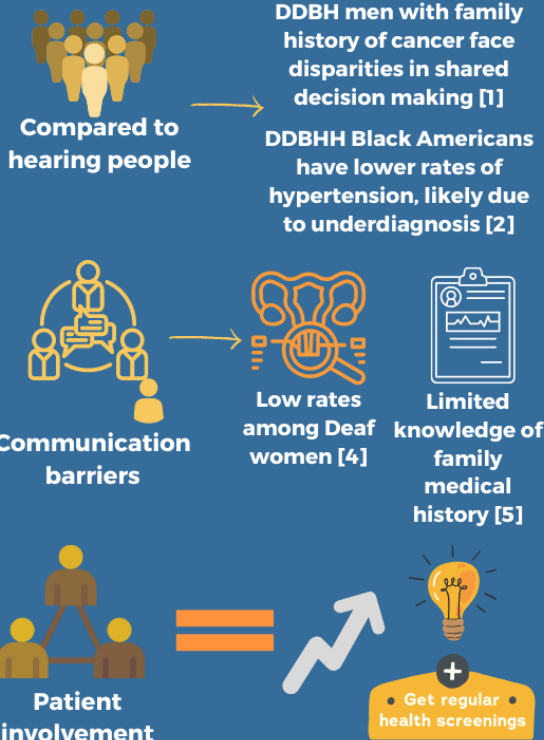 DDBH men with family
history of cancer face
disparities in shared
decision making [1]
Compared to
hearing people
DDBHH Black Americans
have lower rates of
hypertension, likely due
to underdiagnosis [2]
Communication
barriers
Low rates
among Deaf
women [4]
Limited
knowledge of
family
medical
history [5]
Patient
involvement
+
• Get regular •
health screenings